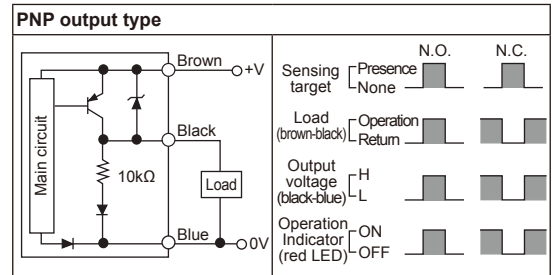 PNP output type
Brown
+V
Main circuit
Black
10kΩ
Load
Blue
0V
N.O.
N.C.
Sensing
target
Presence
None
Load
(brown-black)
Operation
Return
Output
voltage
(black-blue)
H
L
Operation
Indicator
(red LED)
ON
OFF